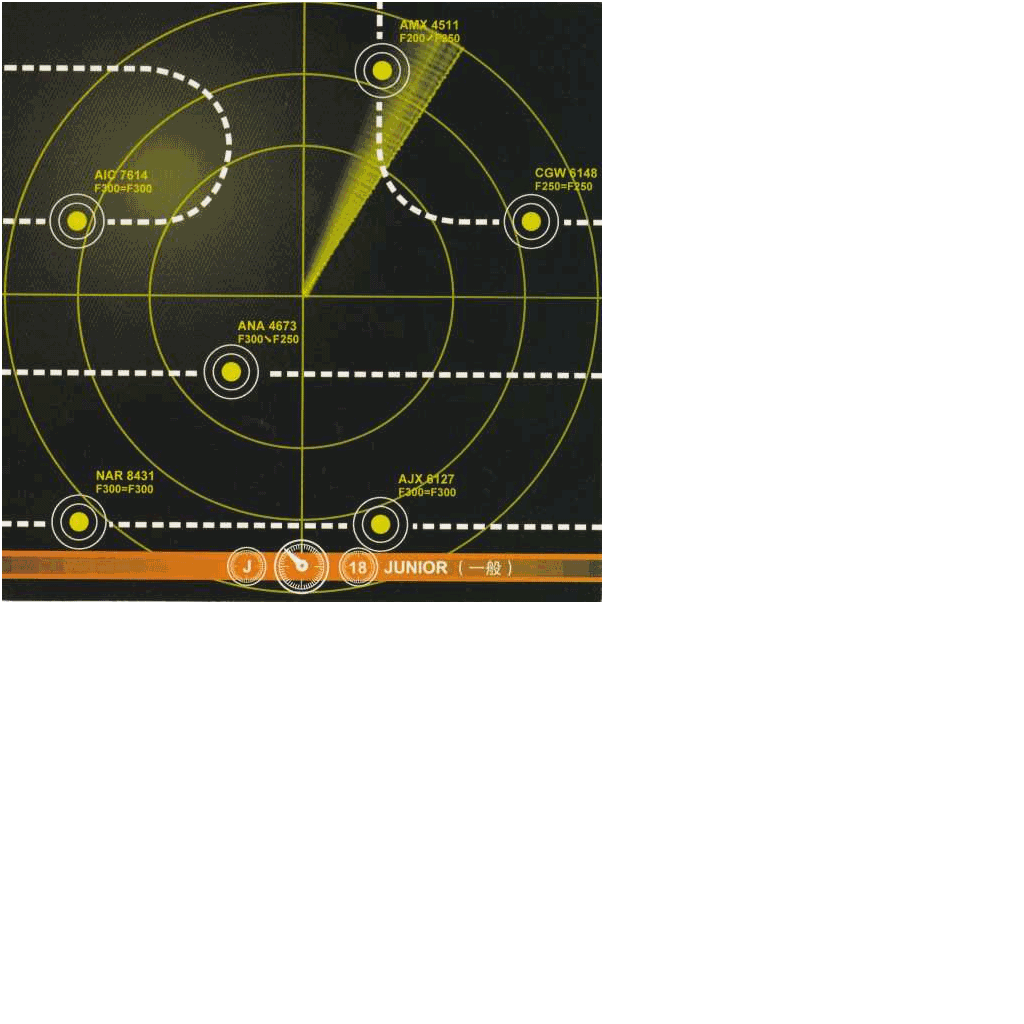 AMX 4511
F200➚F350
AIC 7614
F300=F300
CGW 6148
F250=F250
ANA 4673
F300➘F250
NAR 8431
F300=F300
AJX 6127
F300=F300
J 18 JUNIOR（一般）